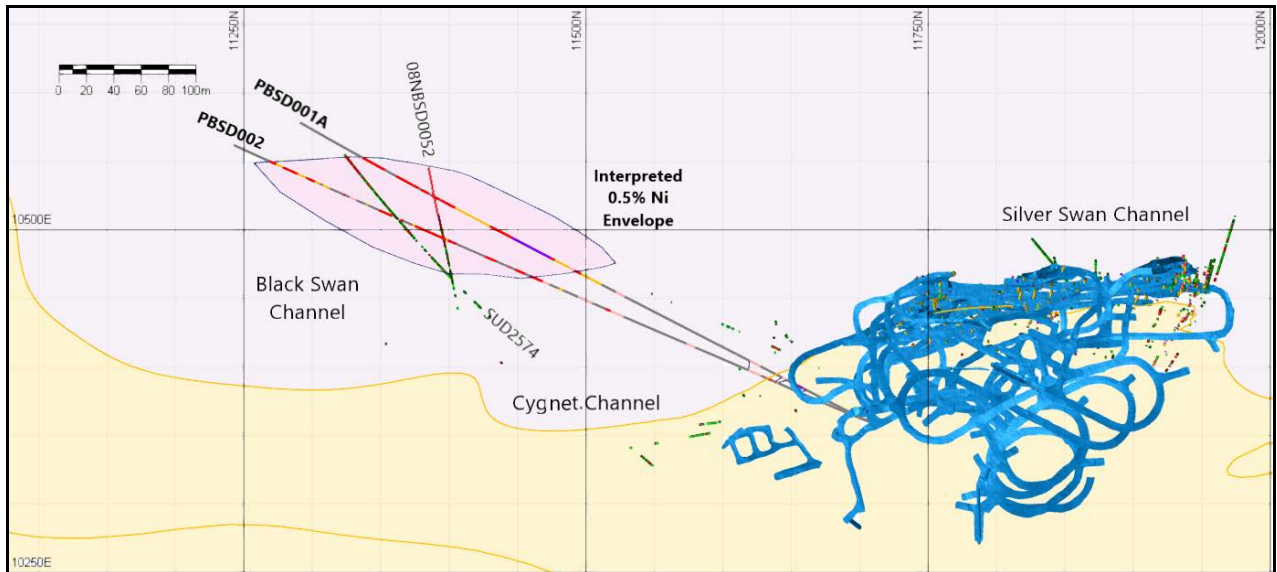 11250N
11500N
11750N
12000N
0 20 40 60 80 100m
PBSD001A
08NBSD0052
PBSD002
Interpreted
0.5% Ni
Envelope
Silver Swan Channel
10500E
Black Swan
Channel
SUD2574
Cygnet Channel
10250E